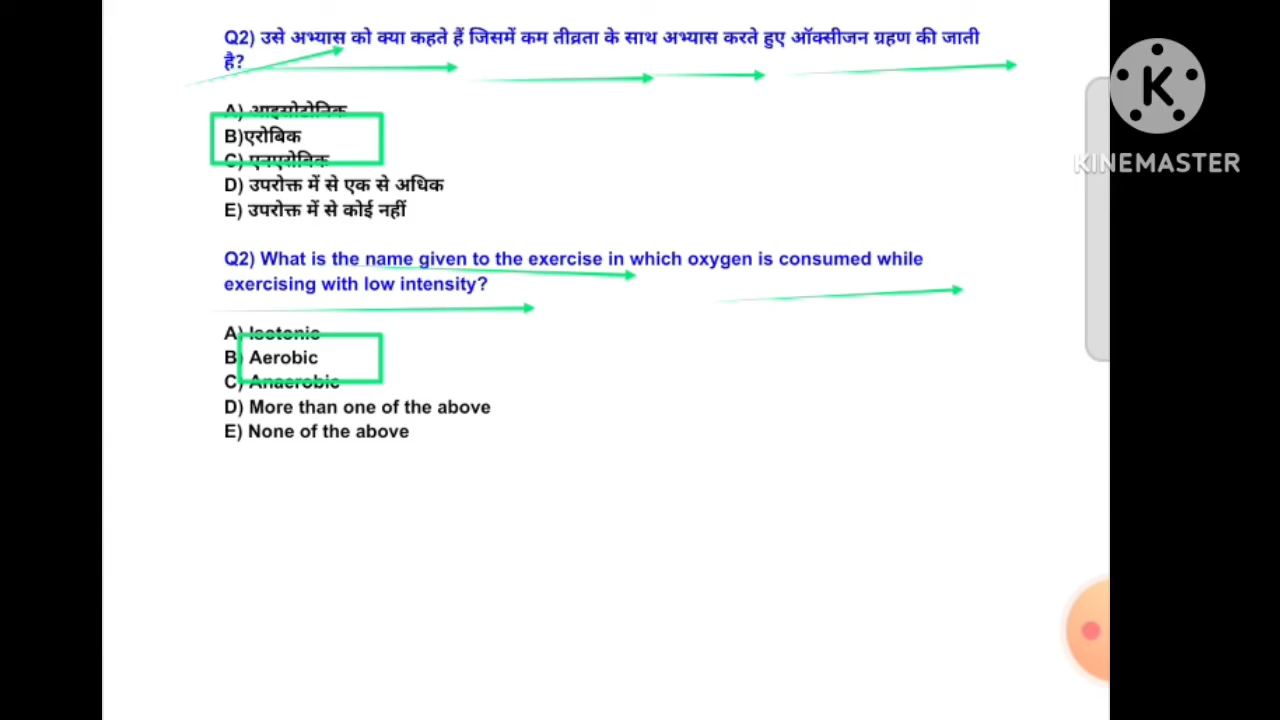 Q2) उसे अभ्यास को क्या कहते हैं जिसमें कम तीव्रता के साथ अभ्यास करते हुए ऑक्सीजन ग्रहण की जाती
है?
A) आइसोटोनिक
B)एरोबिक
C) एनएरोबिक
D) उपरोक्त में से एक से अधिक
E) उपरोक्त में से कोई नहीं
Q2) What is the name given to the exercise in which oxygen is consumed while
exercising with low intensity?
A) Isotonic
B) Aerobic
C) Anaerobic
D) More than one of the above
E) None of the above
K
KINEMASTER